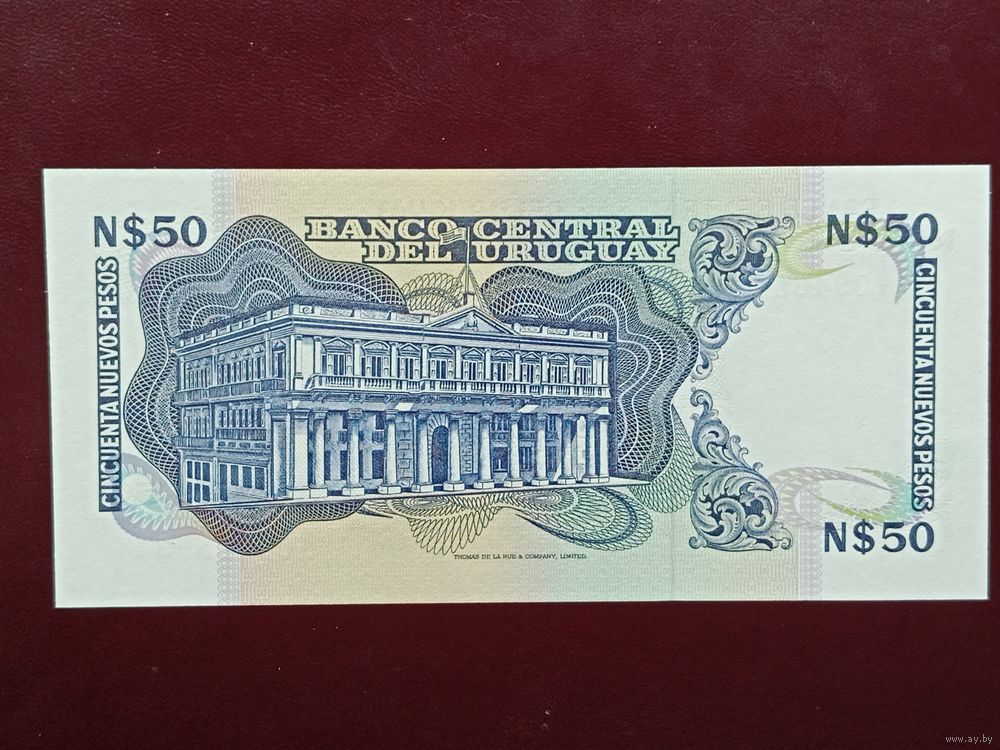 N$50
BANCO CENTRAL
DEL URUGUAY
N$50
CINCUENTA NUEVOS PESOS
CINCUENTA NUEVOS PESOS
N$50
THOMAS DE LA RUE & COMPANY, LIMITED.
www.ay.by